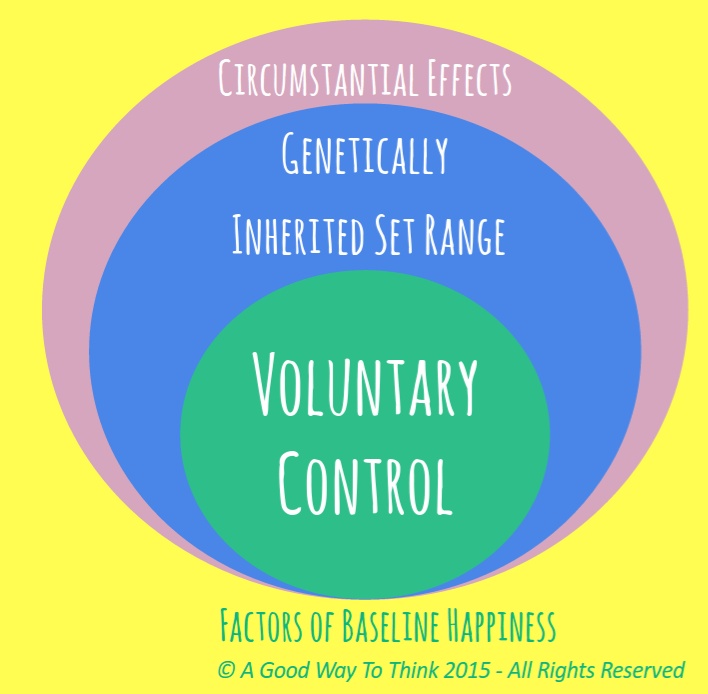 Circumstantial Effects
Genetically
Inherited Set Range
Voluntary
Control
Factors of Baseline Happiness
© A Good Way To Think 2015 - All Rights Reserved